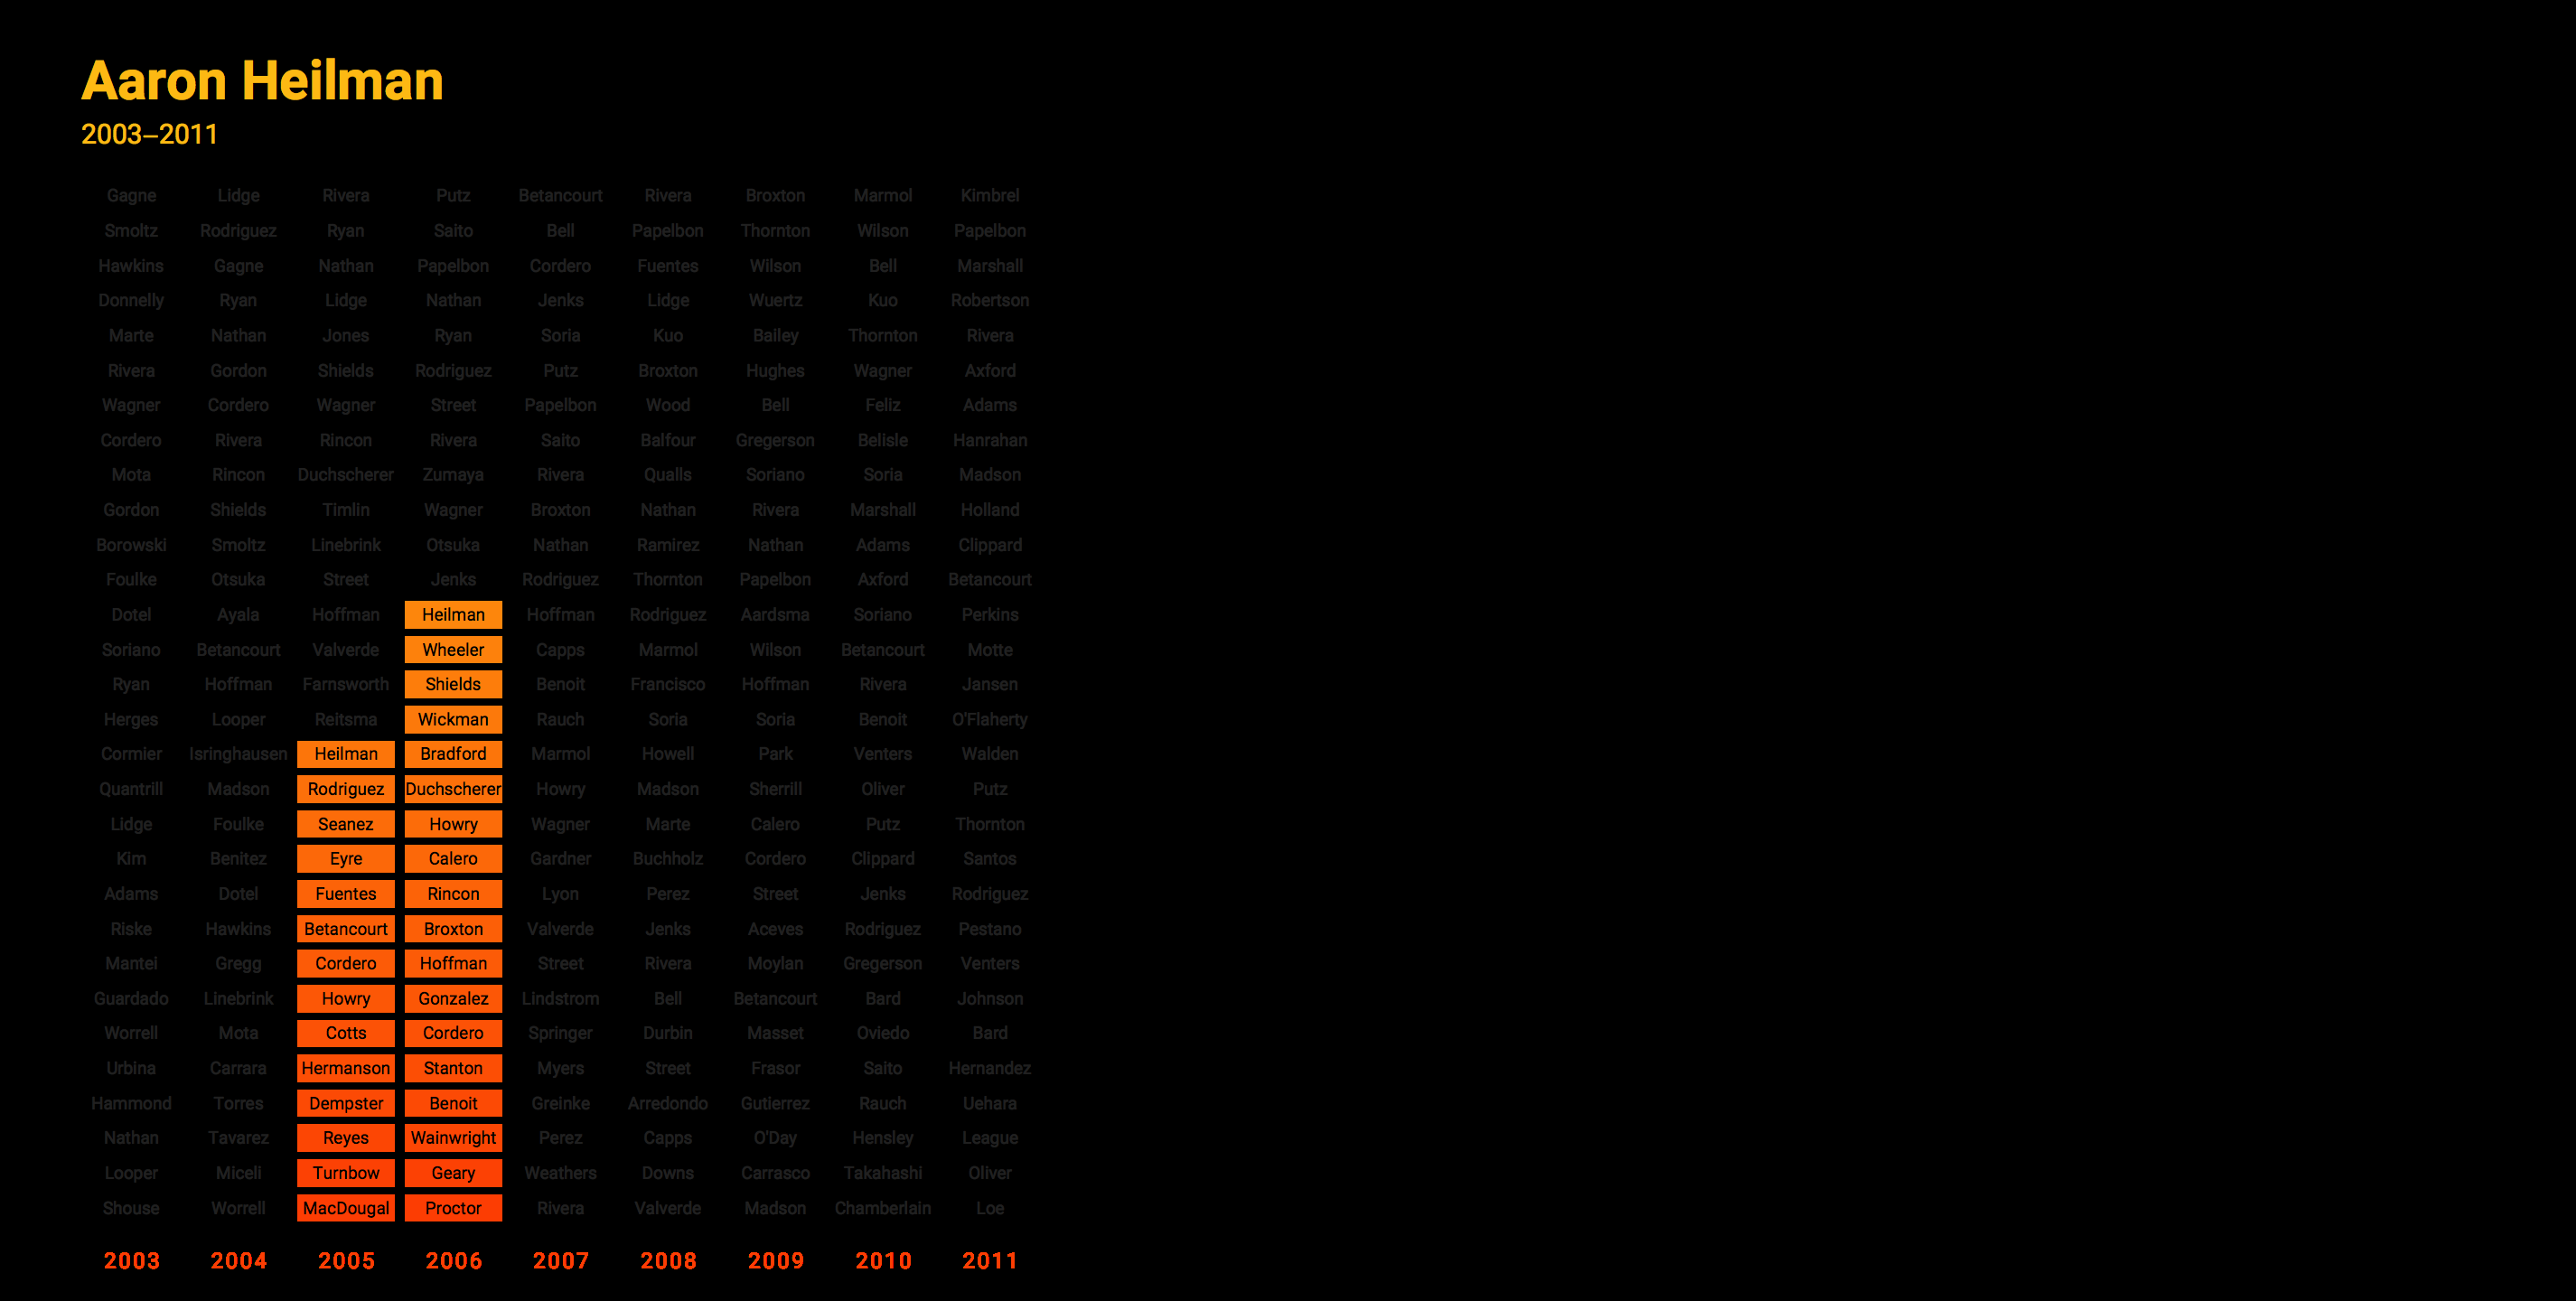 Aaron Heilman
2003–2011
Gagne Lidge Rivera Putz Betancourt Rivera Broxton Marmol Kimbrel
Smoltz Rodriguez Ryan Saito Bell Papelbon Thornton Wilson Papelbon
Hawkins Gagne Nathan Papelbon Cordero Fuentes Wilson Bell Marshall
Donnelly Ryan Lidge Nathan Jenks Lidge Wuertz Kuo Robertson
Marte Nathan Jones Ryan Soria Kuo Bailey Thornton Rivera
Rivera Gordon Shields Rodriguez Putz Broxton Hughes Wagner Axford
Wagner Cordero Wagner Street Papelbon Wood Bell Feliz Adams
Cordero Rivera Rincon Rivera Saito Balfour Gregerson Belisle Hanrahan
Mota Rincon Duchscherer Zumaya Rivera Qualls Soriano Soria Madson
Gordon Shields Timlin Wagner Broxton Nathan Rivera Marshall Holland
Borowski Smoltz Linebrink Otsuka Nathan Ramirez Nathan Adams Clippard
Foulke Otsuka Street Jenks Rodriguez Thornton Papelbon Axford Betancourt
Dotel Ayala Hoffman Heilman Hoffman Rodriguez Aardsma Soriano Perkins
Soriano Betancourt Valverde Wheeler Capps Marmol Wilson Betancourt Motte
Ryan Hoffman Farnsworth Shields Benoit Francisco Hoffman Rivera Jansen
Herges Looper Reitsma Wickman Rauch Soria Soria Benoit O'Flaherty
Cormier Isringhausen Heilman Bradford Marmol Howell Park Venters Walden
Quantrill Madson Rodriguez Duchscherer Howry Madson Sherrill Oliver Putz
Lidge Foulke Seanez Howry Wagner Marte Calero Putz Thornton
Kim Benitez Eyre Calero Gardner Buchholz Cordero Clippard Santos
Adams Dotel Fuentes Rincon Lyon Perez Street Jenks Rodriguez
Riske Hawkins Betancourt Broxton Valverde Jenks Aceves Rodriguez Pestano
Mantei Gregg Cordero Hoffman Street Rivera Moylan Gregerson Venters
Guardado Linebrink Howry Gonzalez Lindstrom Bell Betancourt Bard Johnson
Worrell Mota Cotts Cordero Springer Durbin Masset Oviedo Bard
Urbina Carrara Hermanson Stanton Myers Street Frasor Saito Hernandez
Hammond Torres Dempster Benoit Greinke Arredondo Gutierrez Rauch Uehara
Nathan Tavarez Reyes Wainwright Perez Capps O'Day Hensley League
Looper Miceli Turnbow Geary Weathers Downs Carrasco Takahashi Oliver
Shouse Worrell MacDougal Proctor Rivera Valverde Madson Chamberlain Loe
2003 2004 2005 2006 2007 2008 2009 2010 2011